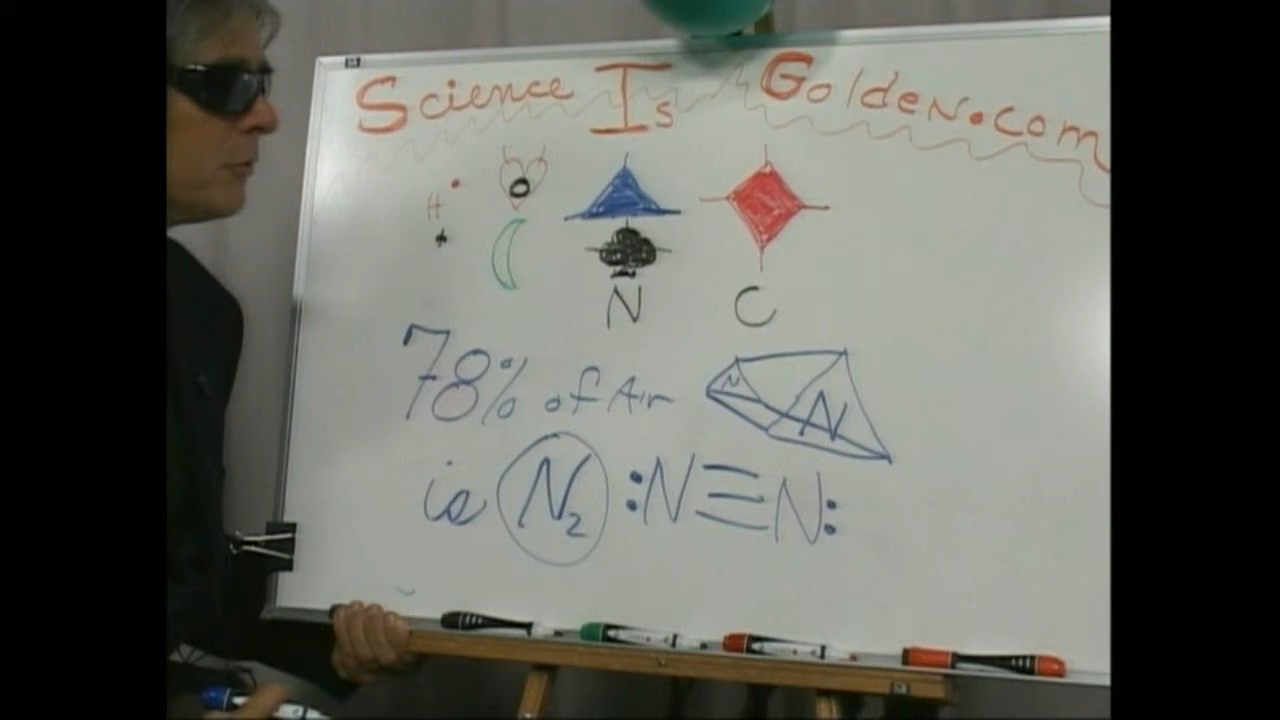 Science Is Golden.com
H O
N C
78% of Air N N
is N₂ :N≡N: